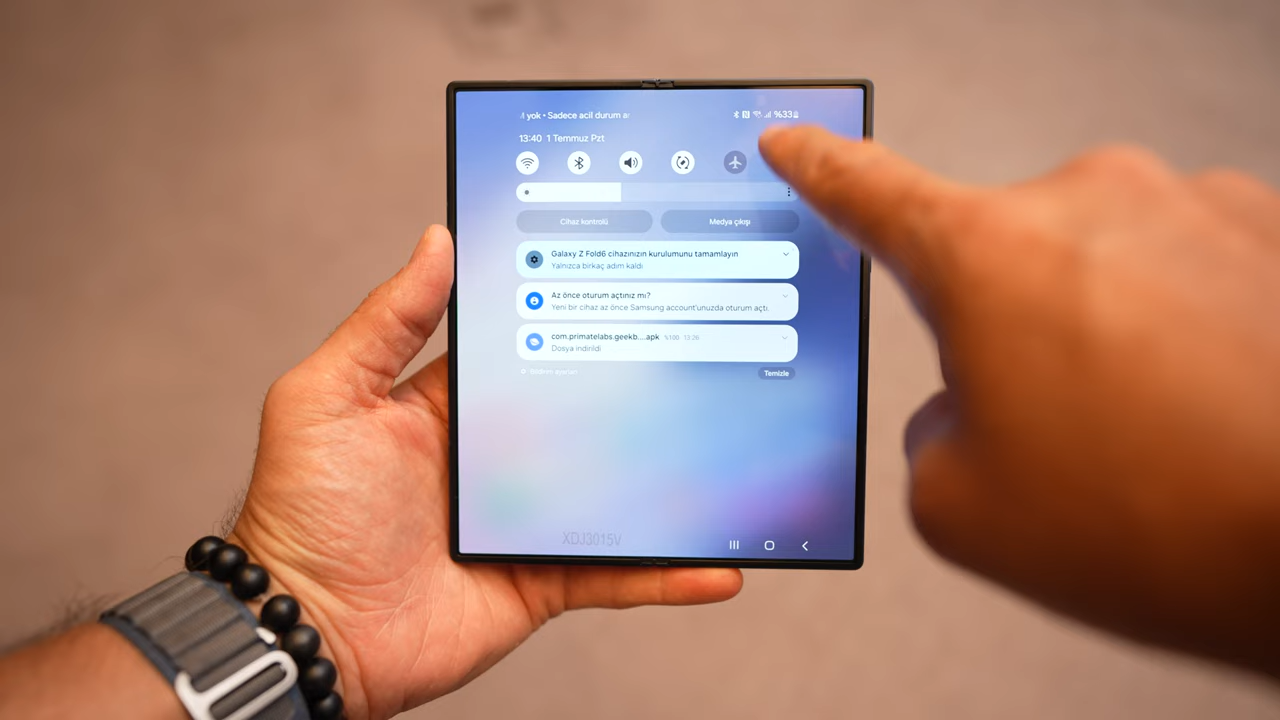 yok • Sadece acil durum
%33
13:40 1 Temmuz Pzt
Cihaz kontrolü
Medya çıkışı
Galaxy Z Fold6 cihazınızın kurulumunu tamamlayın
Yalnızca birkaç adım kaldı
Az önce oturum açtınız mı?
Yeni bir cihaz az önce Samsung account'unuzda oturum açtı.
com.primatelabs.geekb....apk %100 13:26
Dosya indirildi
Bildirim ayarları
Temizle
XDJ3015V